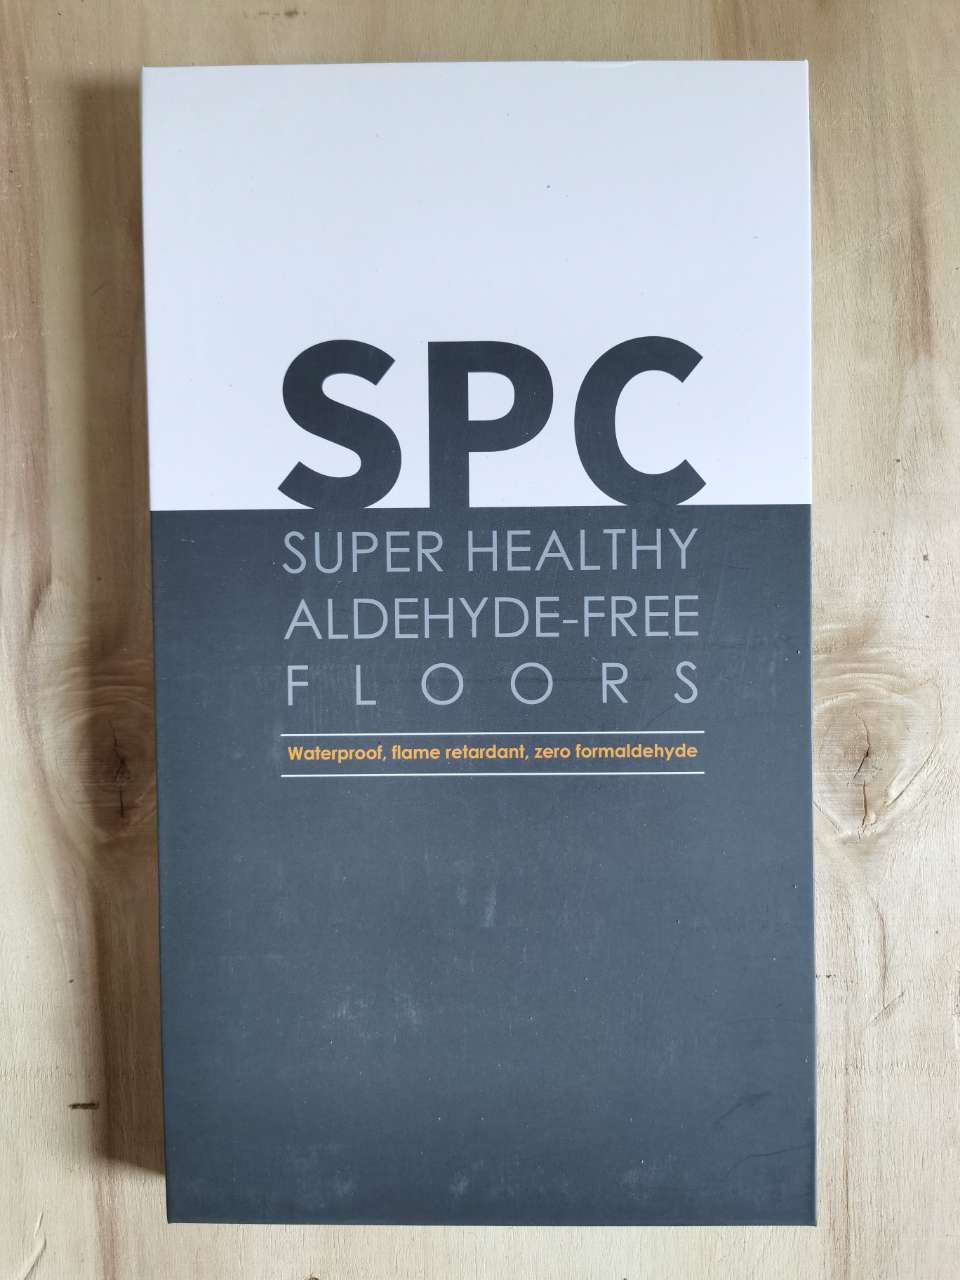 SPC
SUPER HEALTHY
ALDEHYDE-FREE
FLOORS
Waterproof, flame retardant, zero formaldehyde